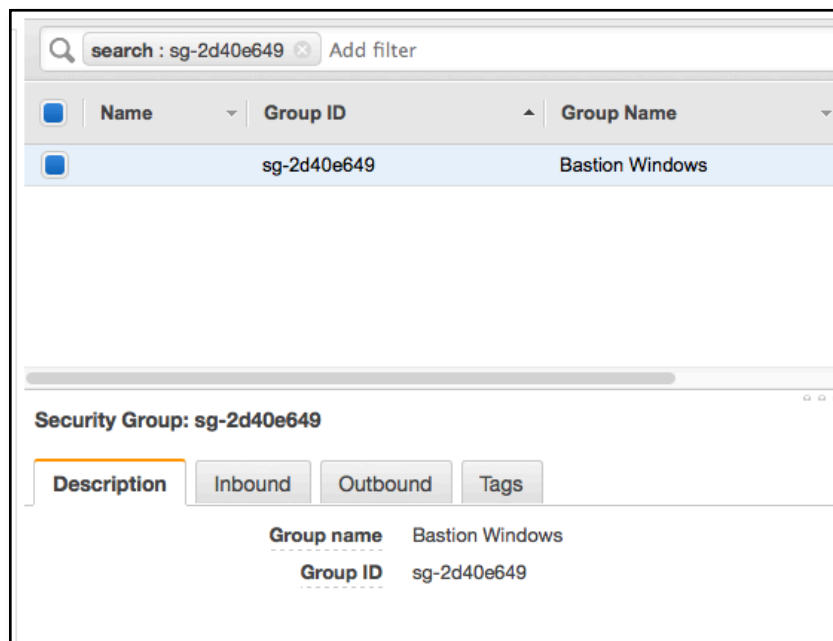 search : sg-2d40e649 Add filter
Name Group ID Group Name
sg-2d40e649 Bastion Windows
Security Group: sg-2d40e649
Description Inbound Outbound Tags
Group name Bastion Windows
Group ID sg-2d40e649